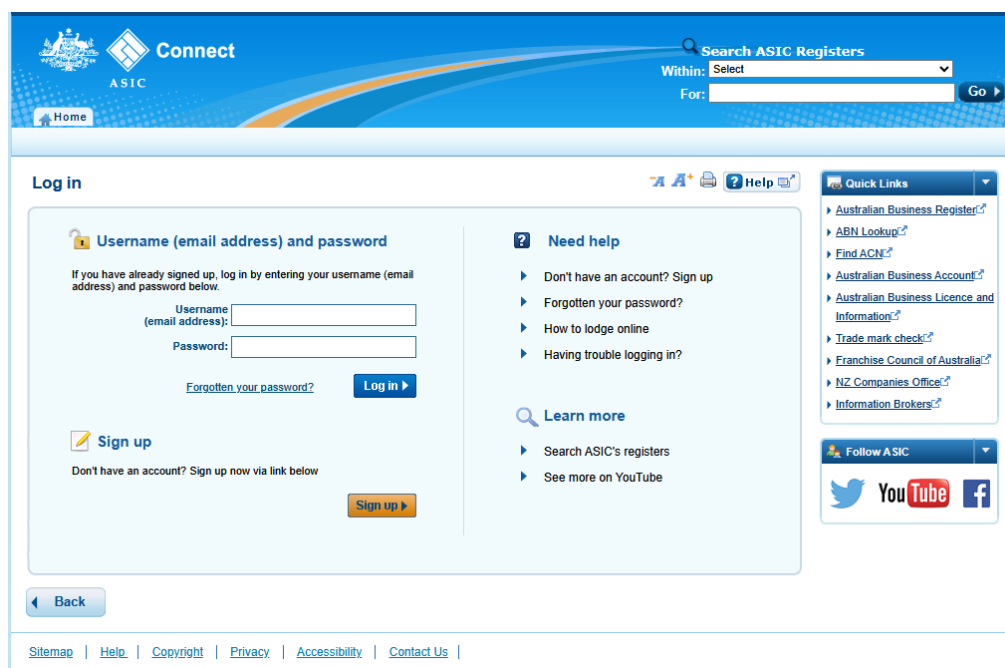 Connect
ASIC
Search ASIC Registers
Within: Select
For:
Go
Home
Log in
A A+ Help
Username (email address) and password
If you have already signed up, log in by entering your username (email
address) and password below.
Username
(email address):
Password:
Forgotten your password? Log in
Sign up
Don't have an account? Sign up now via link below
Sign up
Need help
Don't have an account? Sign up
Forgotten your password?
How to lodge online
Having trouble logging in?
Learn more
Search ASIC's registers
See more on YouTube
Quick Links
Australian Business Register
ABN Lookup
Find ACN
Australian Business Account
Australian Business Licence and
Information
Trade mark check
Franchise Council of Australia
NZ Companies Office
Information Brokers
Follow ASIC
YouTube
Back
Sitemap | Help | Copyright | Privacy | Accessibility | Contact Us |